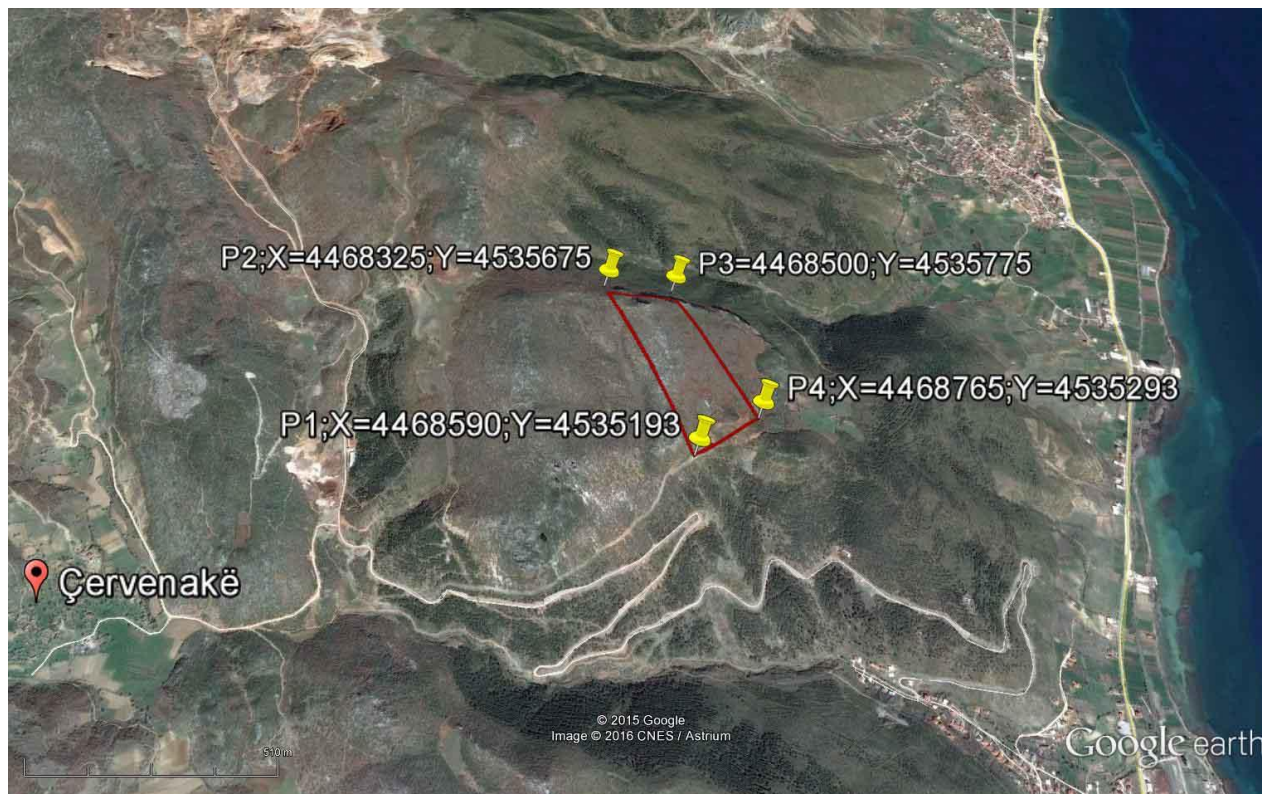 P2;X=4468325;Y=4535675
P3=4468500;Y=4535775
P4;X=4468765;Y=4535293
P1;X=4468590;Y=4535193
Çervenakë
© 2015 Google
Image © 2016 CNES / Astrium
Google earth
510 m